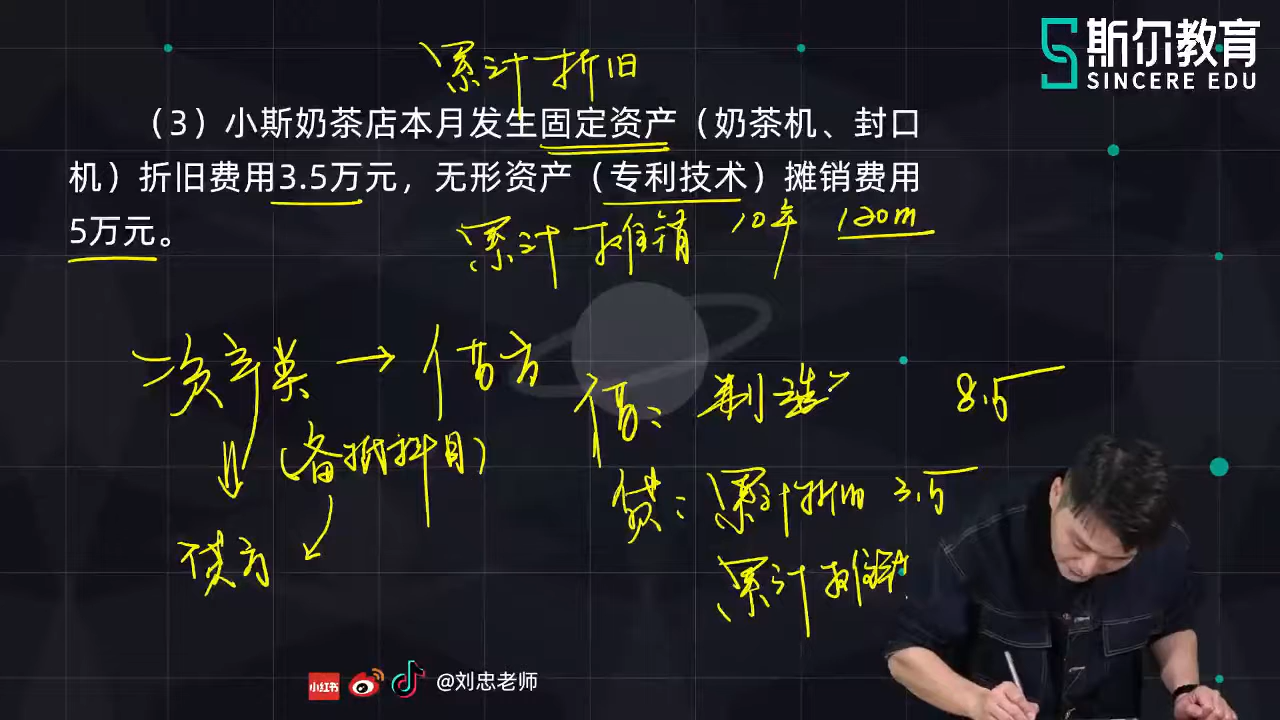 斯尔教育
SINCERE EDU
累计折旧
（3）小斯奶茶店本月发生固定资产（奶茶机、封口
机）折旧费用3.5万元，无形资产（专利技术）摊销费用
5万元。
累计摊销 10年 120m
资产类 → 借方
(备抵科目)
贷方
借：制造 8.5
贷：累计折旧 3.5
累计摊销
小红书
@刘忠老师